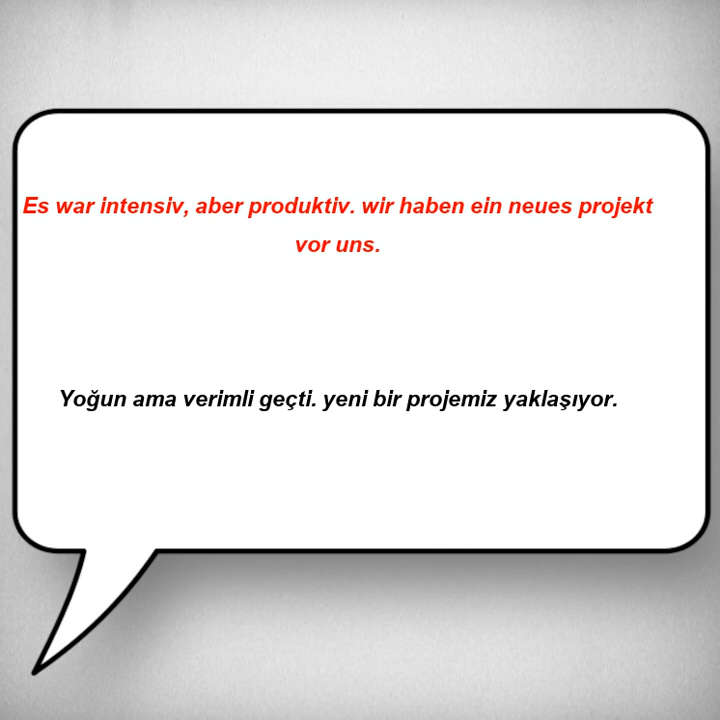 Es war intensiv, aber produktiv. wir haben ein neues projekt
vor uns.
Yoğun ama verimli geçti. yeni bir projemiz yaklaşıyor.